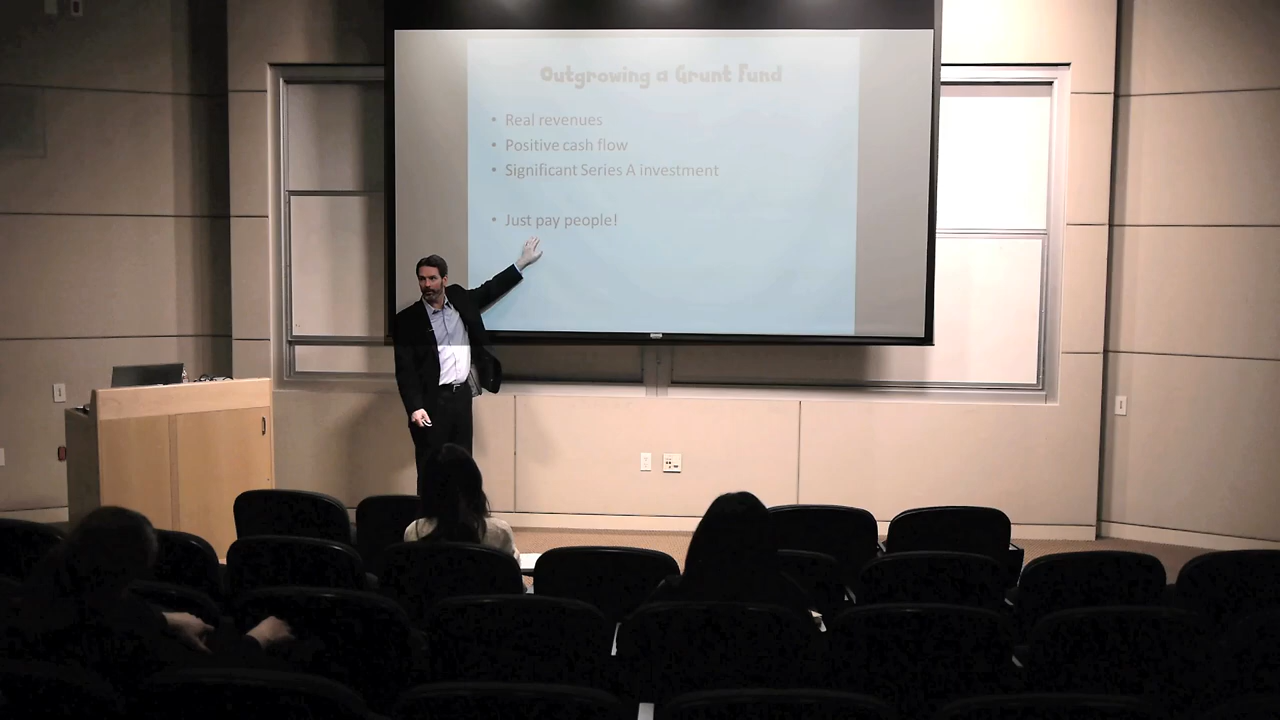 Outgrowing a Grunt Fund
• Real revenues
• Positive cash flow
• Significant Series A investment
• Just pay people!